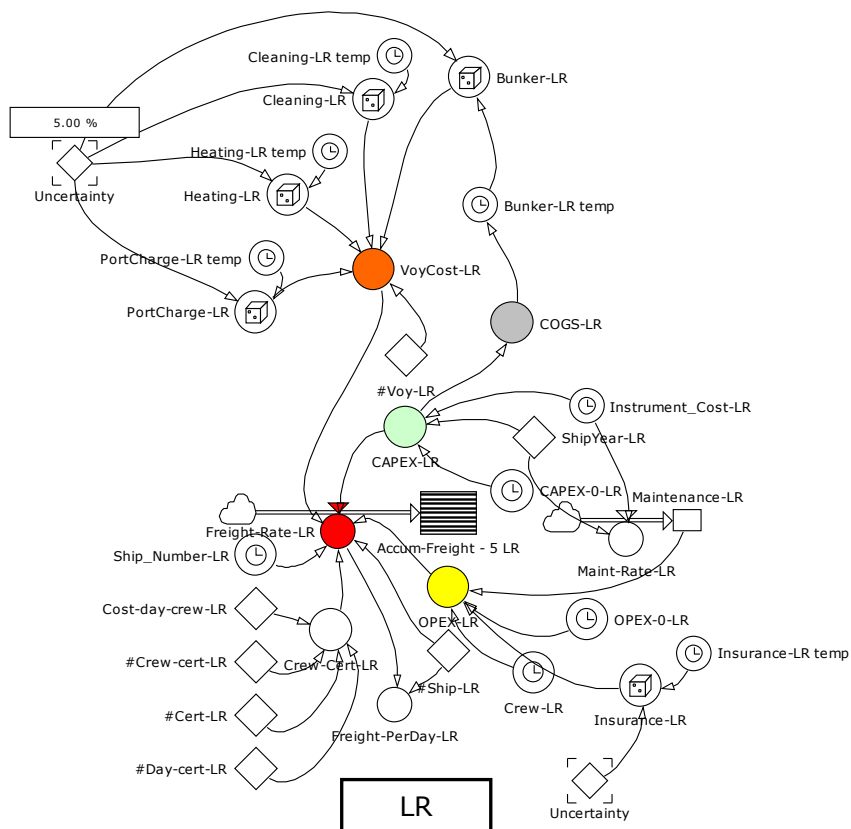 Cleaning-LR temp
Bunker-LR
Cleaning-LR
5.00 %
Heating-LR temp
Uncertainty
Heating-LR
Bunker-LR temp
PortCharge-LR temp
VoyCost-LR
PortCharge-LR
COGS-LR
#Voy-LR
Instrument_Cost-LR
ShipYear-LR
CAPEX-LR
CAPEX-0-LR
Maintenance-LR
Freight-Rate-LR
Accum-Freight - 5 LR
Ship_Number-LR
Maint-Rate-LR
Cost-day-crew-LR
OPEX-LR
OPEX-0-LR
#Crew-cert-LR
Crew-Cert-LR
Insurance-LR temp
#Ship-LR
#Cert-LR
Crew-LR
Insurance-LR
Freight-PerDay-LR
#Day-cert-LR
LR
Uncertainty